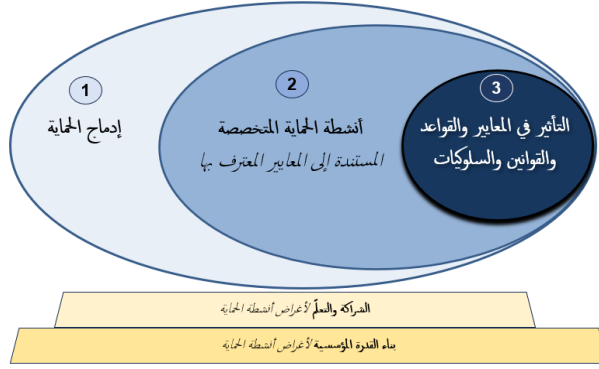 1
إدماج الحماية
2
أنشطة الحماية المتخصصة
المستندة إلى المعايير المعترف بها
3
التأثير في المعايير والقواعد
والقوانين والسلوكيات
الشراكة والتعلّم لأغراض أنشطة الحماية
بناء القدرة المؤسسية لأغراض أنشطة الحماية